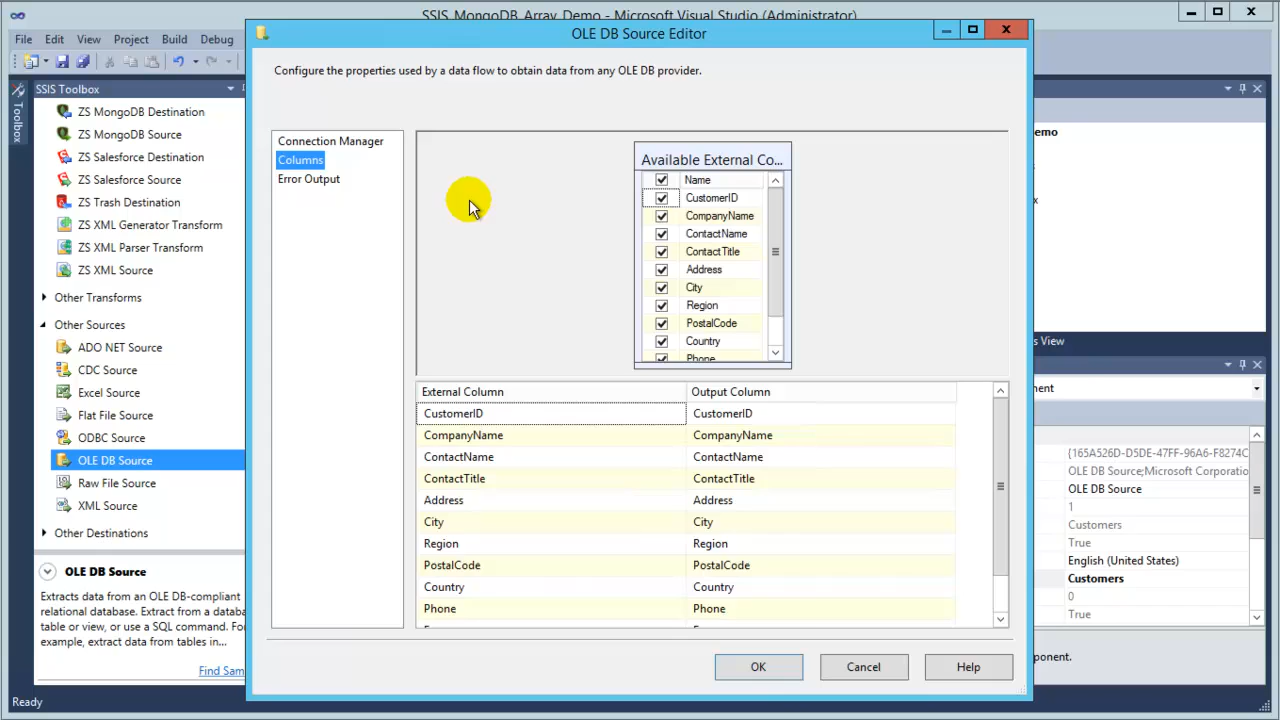 SSIS_MongoDB_Array_Demo - Microsoft Visual Studio (Administrator)
File Edit View Project Build Debug
OLE DB Source Editor
Configure the properties used by a data flow to obtain data from any OLE DB provider.
SSIS Toolbox
Toolbox
ZS MongoDB Destination
ZS MongoDB Source
ZS Salesforce Destination
ZS Salesforce Source
ZS Trash Destination
ZS XML Generator Transform
ZS XML Parser Transform
ZS XML Source
Other Transforms
Other Sources
ADO NET Source
CDC Source
Excel Source
Flat File Source
ODBC Source
OLE DB Source
Raw File Source
XML Source
Other Destinations
OLE DB Source
Extracts data from an OLE DB-compliant
relational database. Extract from a databa
table or view, or use a SQL command. For
example, extract data from tables in...
Find Sam
Ready
Connection Manager
Columns
Error Output
Available External Co...
Name
CustomerID
CompanyName
ContactName
ContactTitle
Address
City
Region
PostalCode
Country
Phone
External Column Output Column
CustomerID CustomerID
CompanyName CompanyName
ContactName ContactName
ContactTitle ContactTitle
Address Address
City City
Region Region
PostalCode PostalCode
Country Country
Phone Phone
OK Cancel Help
emo
s View
nent
{165A526D-D5DE-47FF-96A6-F8274C
OLE DB Source;Microsoft Corporatio
OLE DB Source
1
Customers
True
English (United States)
Customers
0
True
ponent.